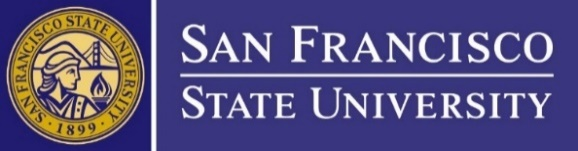 SAN FRANCISCO STATE UNIVERSITY
· 1899 ·
SAN FRANCISCO
STATE UNIVERSITY